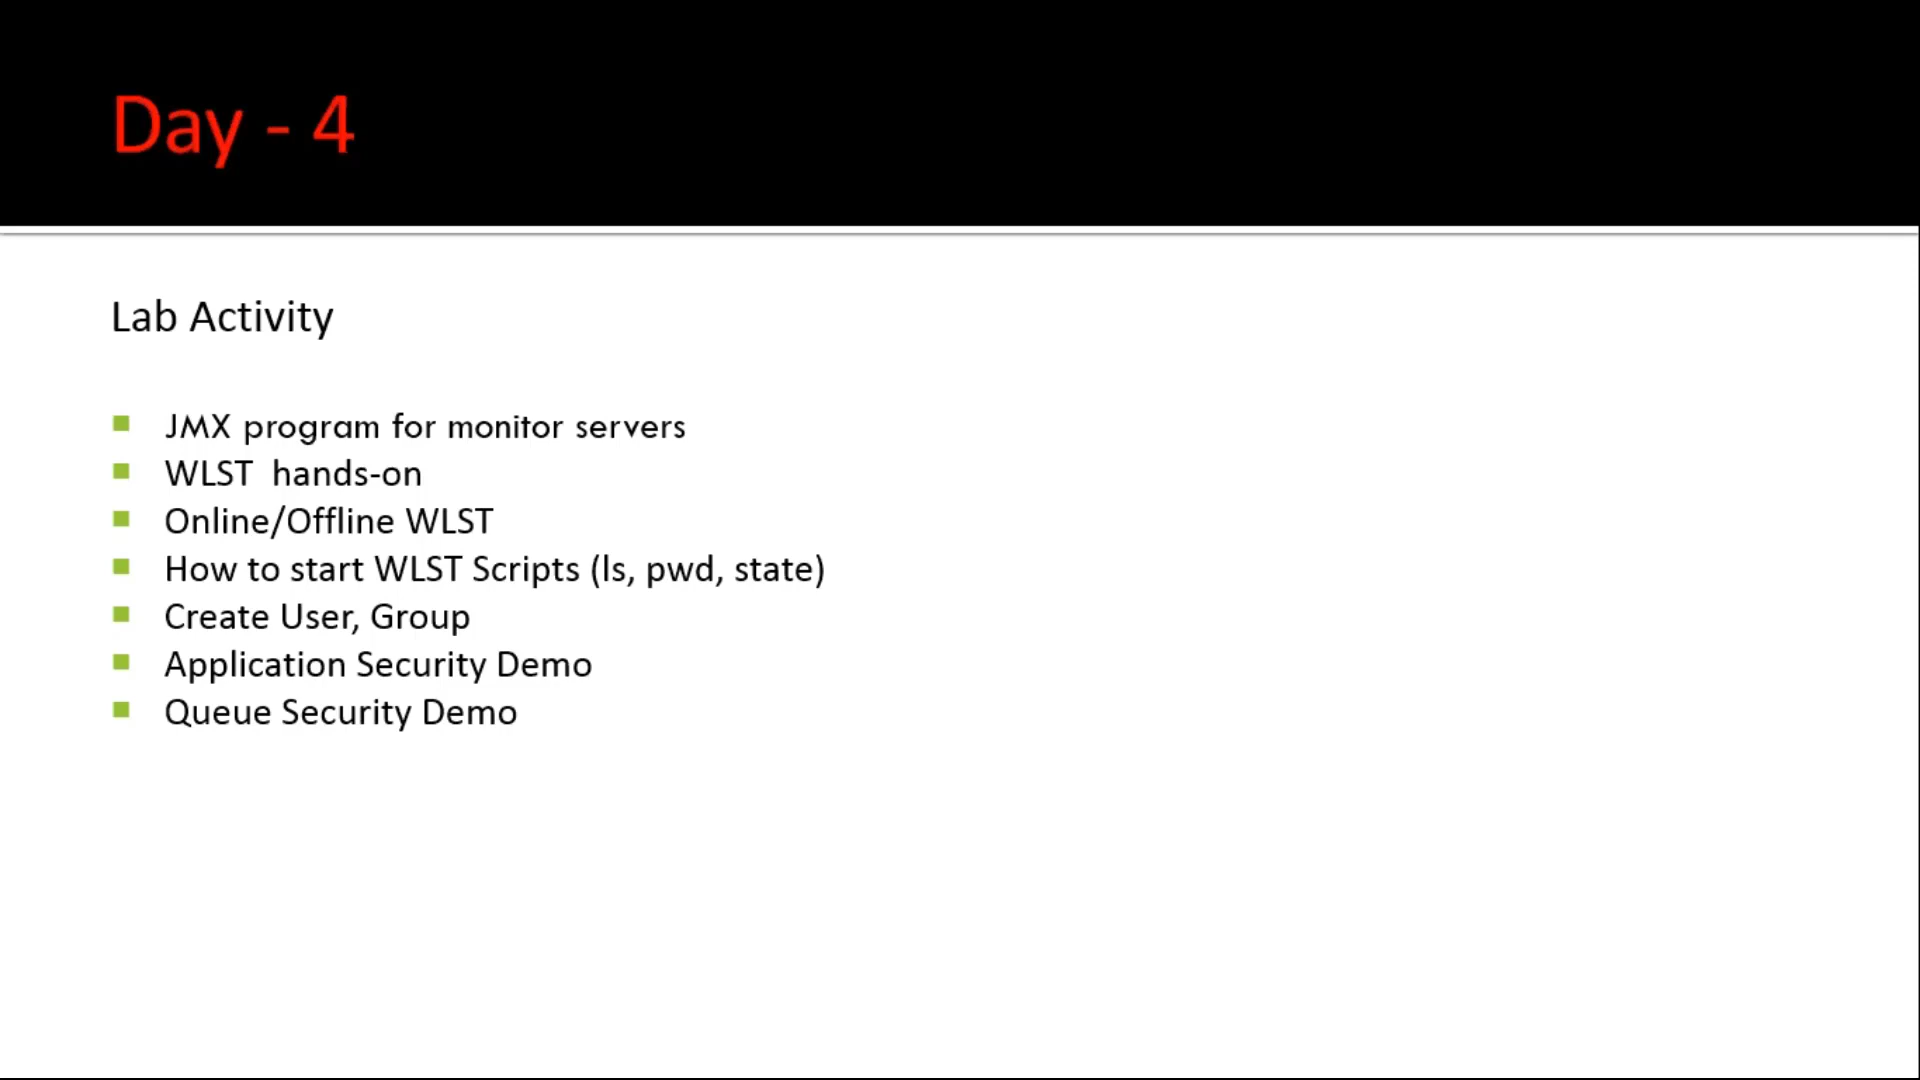 Day - 4
Lab Activity
JMX program for monitor servers
WLST  hands-on
Online/Offline WLST
How to start WLST Scripts (ls, pwd, state)
Create User, Group
Application Security Demo
Queue Security Demo